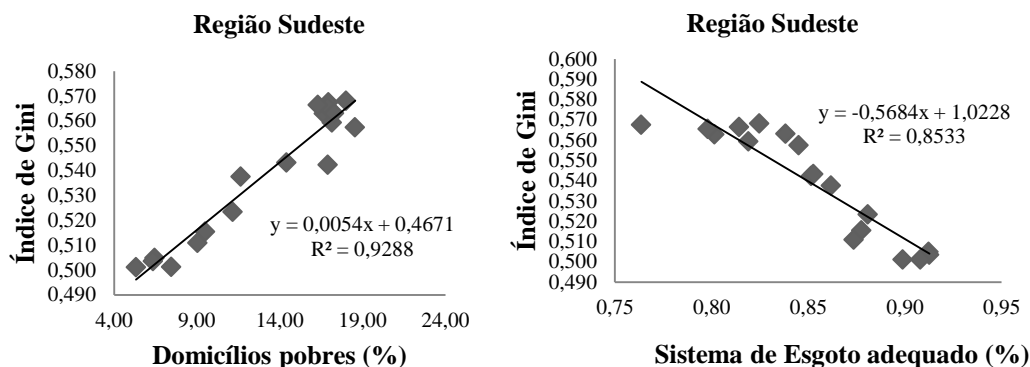 Região Sudeste
Índice de Gini
0,580
0,570
0,560
0,550
0,540
0,530
0,520
0,510
0,500
0,490
y = 0,0054x + 0,4671
R² = 0,9288
4,00 9,00 14,00 19,00 24,00
Domicílios pobres (%)
Região Sudeste
Índice de Gini
0,600
0,590
0,580
0,570
0,560
0,550
0,540
0,530
0,520
0,510
0,500
0,490
y = -0,5684x + 1,0228
R² = 0,8533
0,75 0,80 0,85 0,90 0,95
Sistema de Esgoto adequado (%)